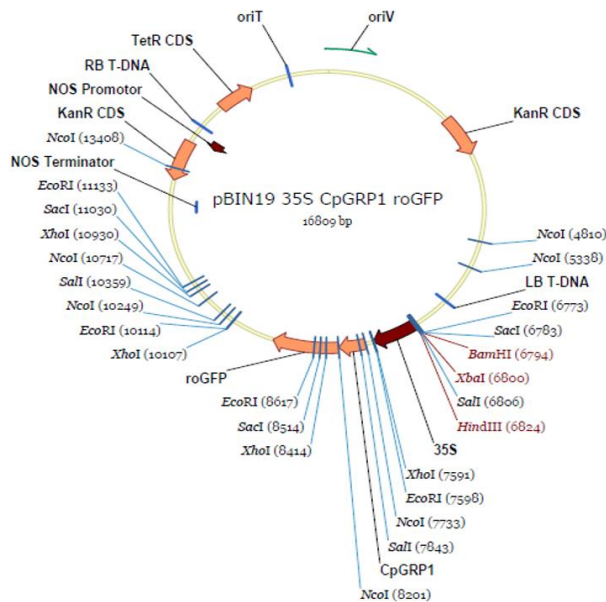 oriT
oriV
TetR CDS
RB T-DNA
NOS Promotor
KanR CDS
KanR CDS
NcoI (13408)
NOS Terminator
pBIN19 35S CpGRP1 roGFP
16809 bp
EcoRI (11133)
SacI (11030)
XhoI (10930)
NcoI (10717)
SalI (10359)
NcoI (10249)
EcoRI (10114)
XhoI (10107)
NcoI (4810)
NcoI (5338)
LB T-DNA
EcoRI (6773)
SacI (6783)
BamHI (6794)
XbaI (6800)
SalI (6806)
HindIII (6824)
roGFP
EcoRI (8617)
SacI (8514)
XhoI (8414)
35S
XhoI (7591)
EcoRI (7598)
NcoI (7733)
SalI (7843)
CpGRP1
NcoI (8201)